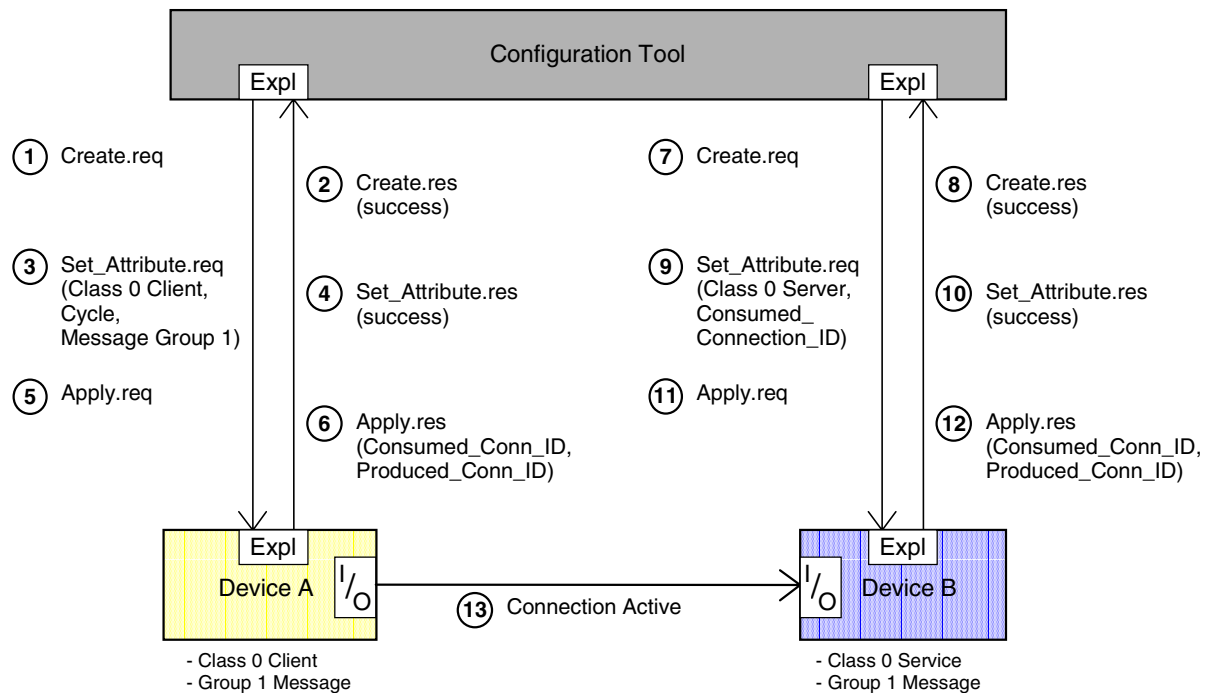 Configuration Tool
Expl
Expl
1 Create.req
2 Create.res
(success)
3 Set_Attribute.req
(Class 0 Client,
Cycle,
Message Group 1)
4 Set_Attribute.res
(success)
5 Apply.req
6 Apply.res
(Consumed_Conn_ID,
Produced_Conn_ID)
7 Create.req
8 Create.res
(success)
9 Set_Attribute.req
(Class 0 Server,
Consumed_
Connection_ID)
10 Set_Attribute.res
(success)
11 Apply.req
12 Apply.res
(Consumed_Conn_ID,
Produced_Conn_ID)
Expl
Device A
I/O
13 Connection Active
Expl
I/O
Device B
- Class 0 Client
- Group 1 Message
- Class 0 Service
- Group 1 Message